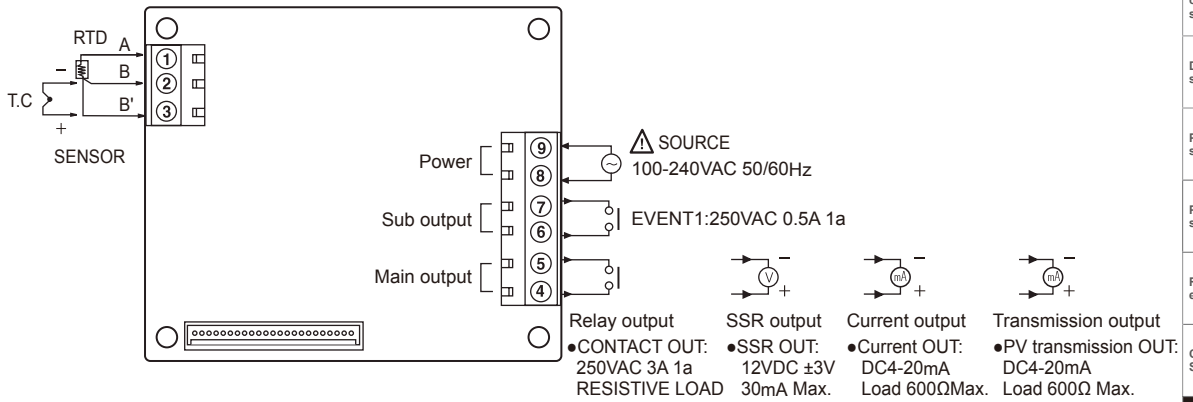 RTD
A
B
B'
T.C
−
+
SENSOR
1
2
3
Power
Sub output
Main output
9
8
7
6
5
4
SOURCE
100-240VAC 50/60Hz
EVENT1:250VAC 0.5A 1a
V
−
+
mA
−
+
mA
−
+
Relay output
●CONTACT OUT:
250VAC 3A 1a
RESISTIVE LOAD
SSR output
●SSR OUT:
12VDC ±3V
30mA Max.
Current output
●Current OUT:
DC4-20mA
Load 600ΩMax.
Transmission output
●PV transmission OUT:
DC4-20mA
Load 600Ω Max.